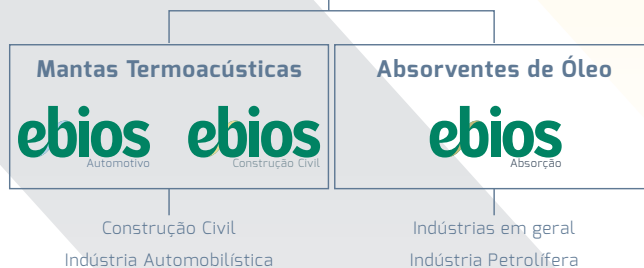 Mantas Termoacústicas
ebios
Automotivo
ebios
Construção Civil
Construção Civil
Indústria Automobilística
Absorventes de Óleo
ebios
Absorção
Indústrias em geral
Indústria Petrolífera